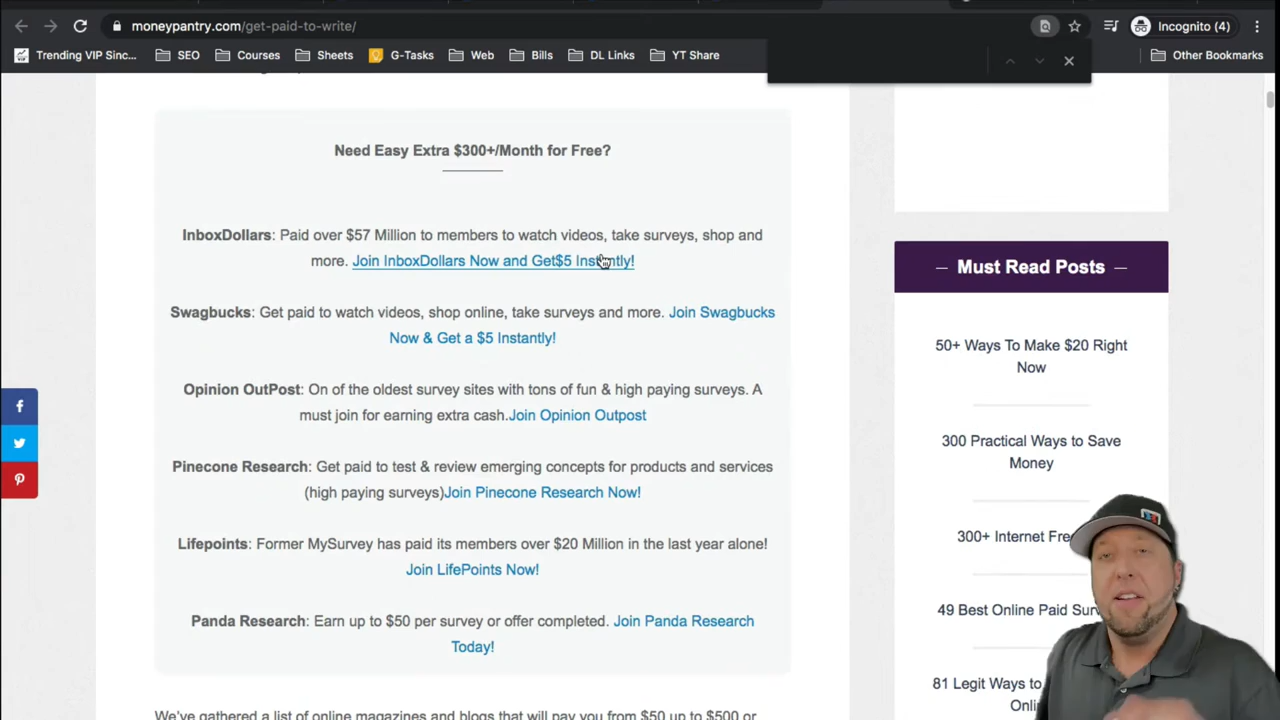 moneypantry.com/get-paid-to-write/
Incognito (4)
Trending VIP Sinc...
SEO
Courses
Sheets
G-Tasks
Web
Bills
DL Links
YT Share
Other Bookmarks
Need Easy Extra $300+/Month for Free?
InboxDollars: Paid over $57 Million to members to watch videos, take surveys, shop and
more. Join InboxDollars Now and Get$5 Instantly!
Swagbucks: Get paid to watch videos, shop online, take surveys and more. Join Swagbucks
Now & Get a $5 Instantly!
Opinion OutPost: On of the oldest survey sites with tons of fun & high paying surveys. A
must join for earning extra cash.Join Opinion Outpost
Pinecone Research: Get paid to test & review emerging concepts for products and services
(high paying surveys)Join Pinecone Research Now!
Lifepoints: Former MySurvey has paid its members over $20 Million in the last year alone!
Join LifePoints Now!
Panda Research: Earn up to $50 per survey or offer completed. Join Panda Research
Today!
We've gathered a list of online magazines and blogs that will pay you from $50 up to $500 or
Must Read Posts
50+ Ways To Make $20 Right
Now
300 Practical Ways to Save
Money
300+ Internet Fre
49 Best Online Paid Sur
81 Legit Ways to
Onli